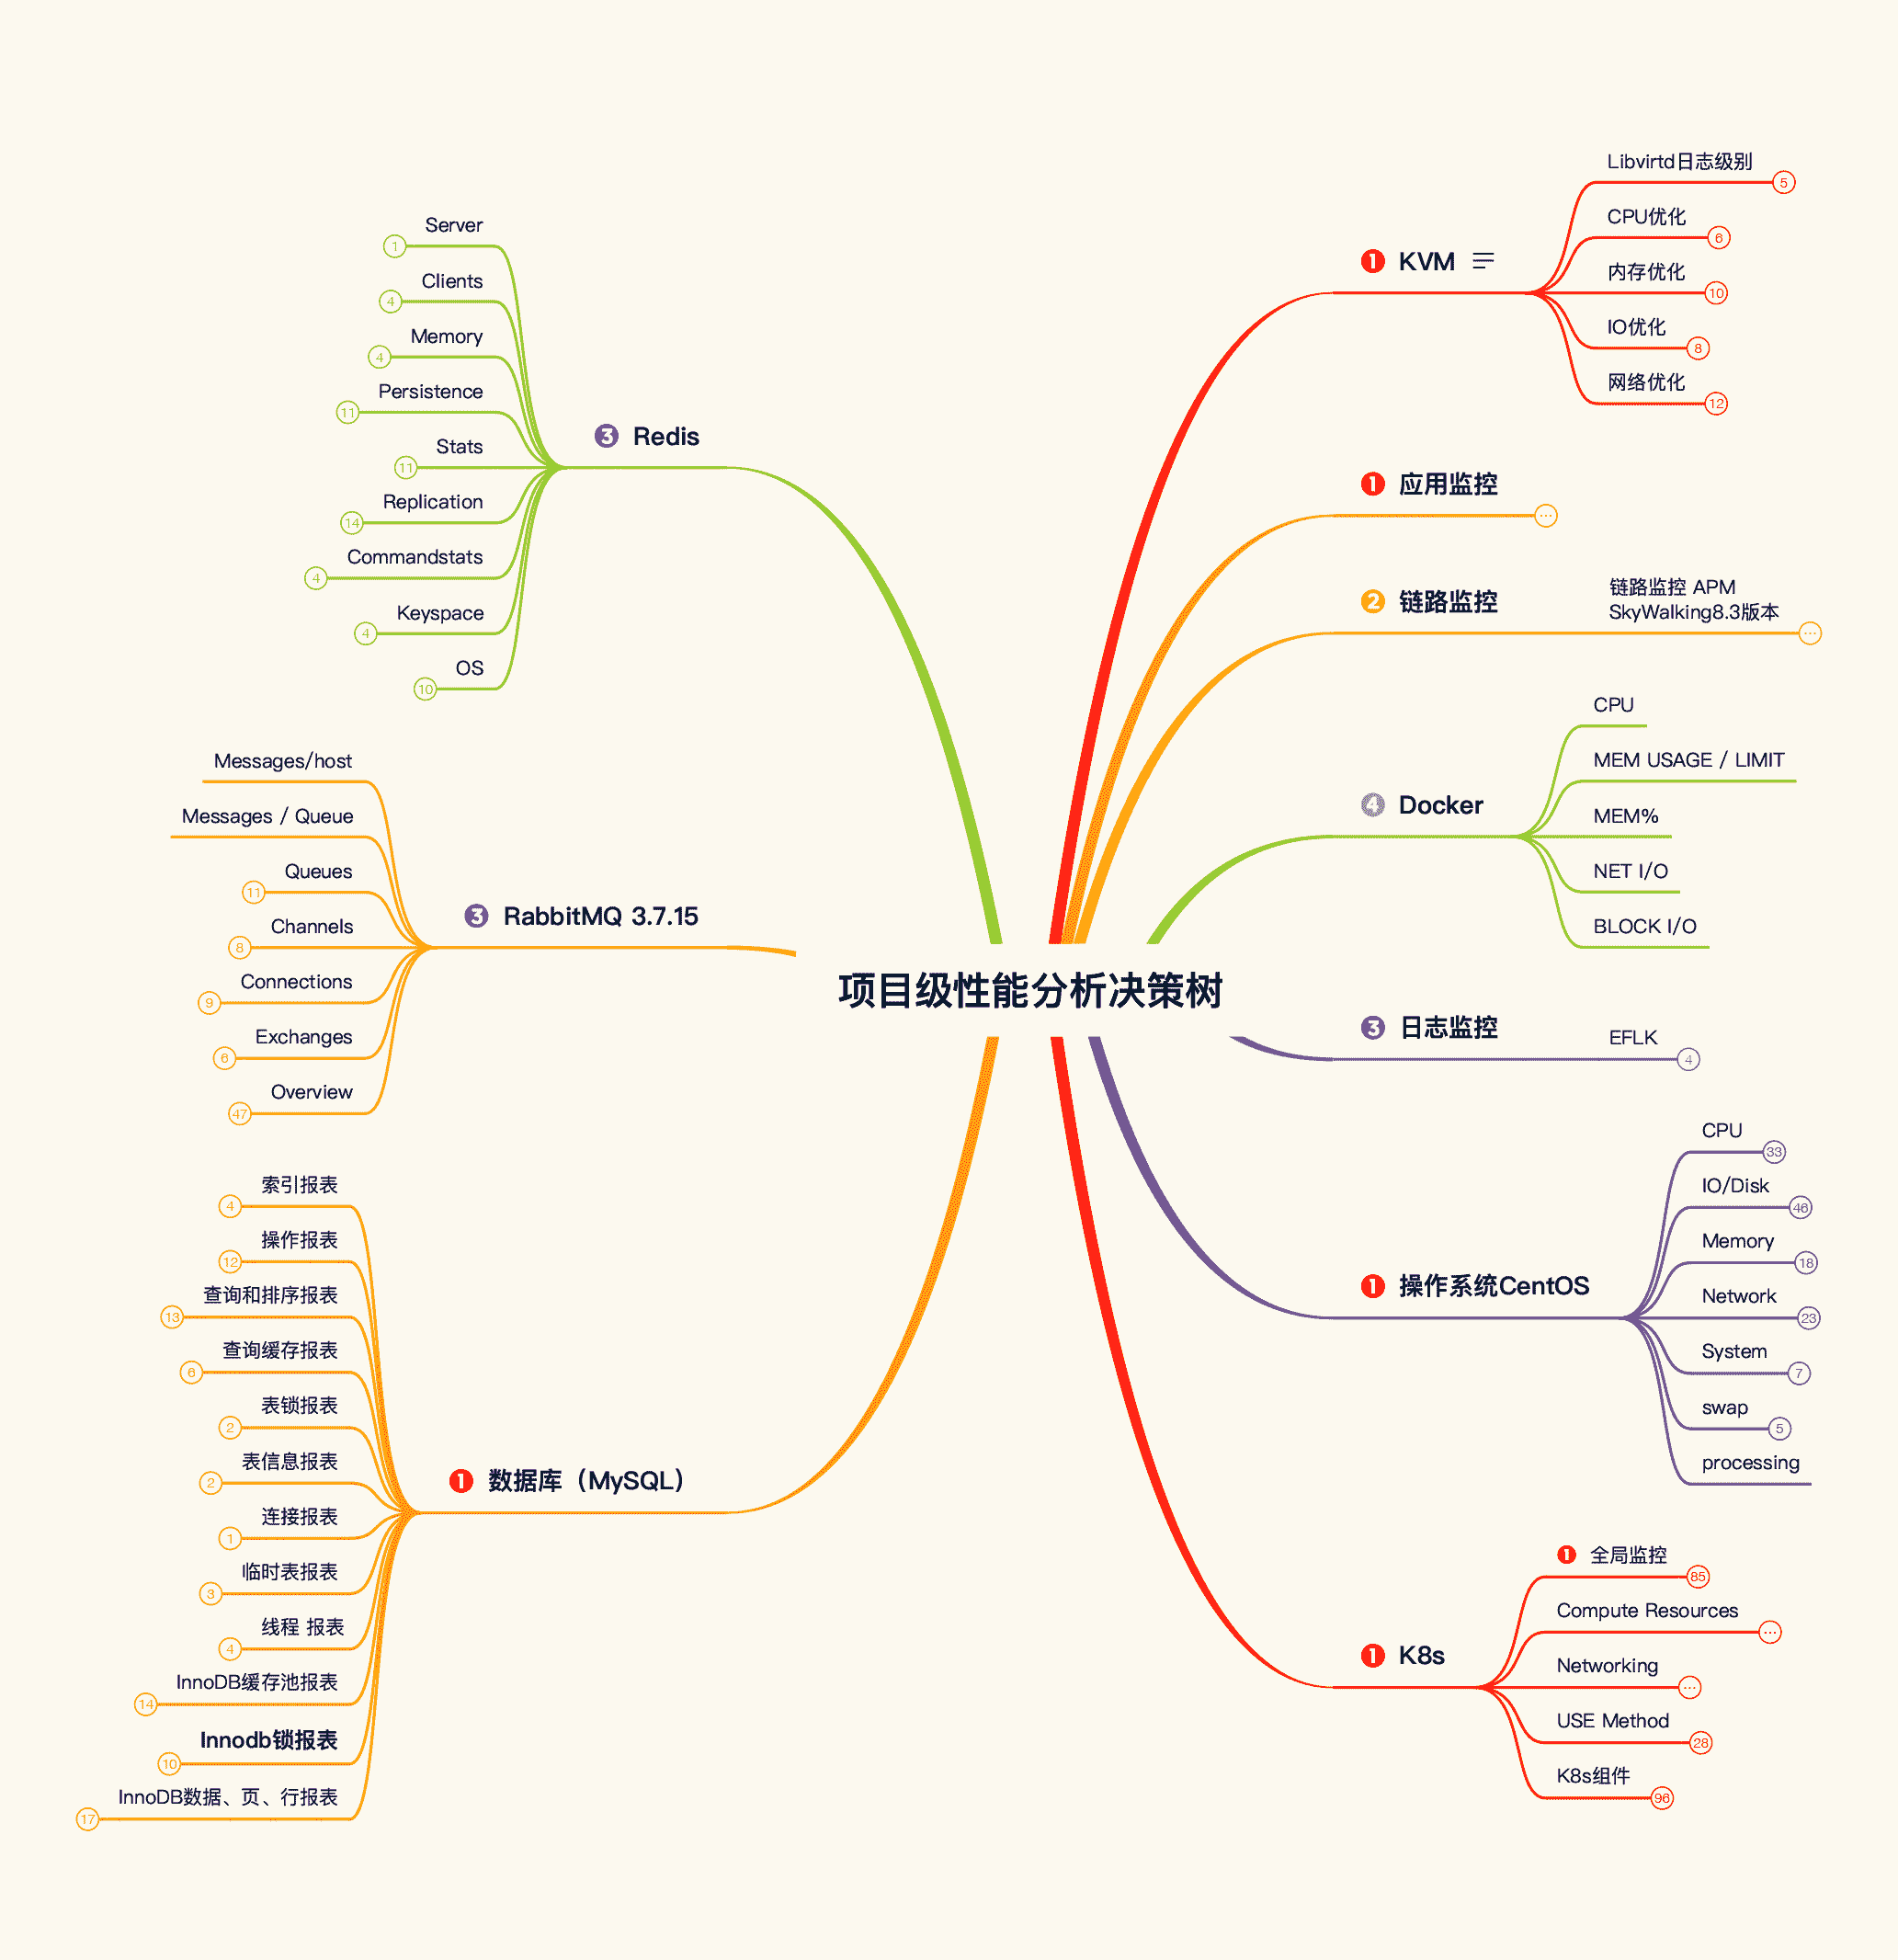 项目级性能分析决策树
1 KVM
Libvirtd日志级别
5
CPU优化
6
内存优化
10
IO优化
8
网络优化
12
1 应用监控
...
2 链路监控
链路监控 APM
SkyWalking8.3版本
...
4 Docker
CPU
MEM USAGE / LIMIT
MEM%
NET I/O
BLOCK I/O
3 日志监控
EFLK
4
1 操作系统CentOS
CPU
33
IO/Disk
46
Memory
18
Network
23
System
7
swap
5
processing
1 K8s
1 全局监控
85
Compute Resources
...
Networking
...
USE Method
28
K8s组件
96
3 Redis
Server
1
Clients
4
Memory
4
Persistence
11
Stats
11
Replication
14
Commandstats
4
Keyspace
4
OS
10
3 RabbitMQ 3.7.15
Messages/host
Messages / Queue
Queues
11
Channels
8
Connections
9
Exchanges
6
Overview
47
1 数据库（MySQL）
索引报表
4
操作报表
12
查询和排序报表
13
查询缓存报表
6
表锁报表
2
表信息报表
2
连接报表
1
临时表报表
3
线程 报表
4
InnoDB缓存池报表
14
Innodb锁报表
10
InnoDB数据、页、行报表
17